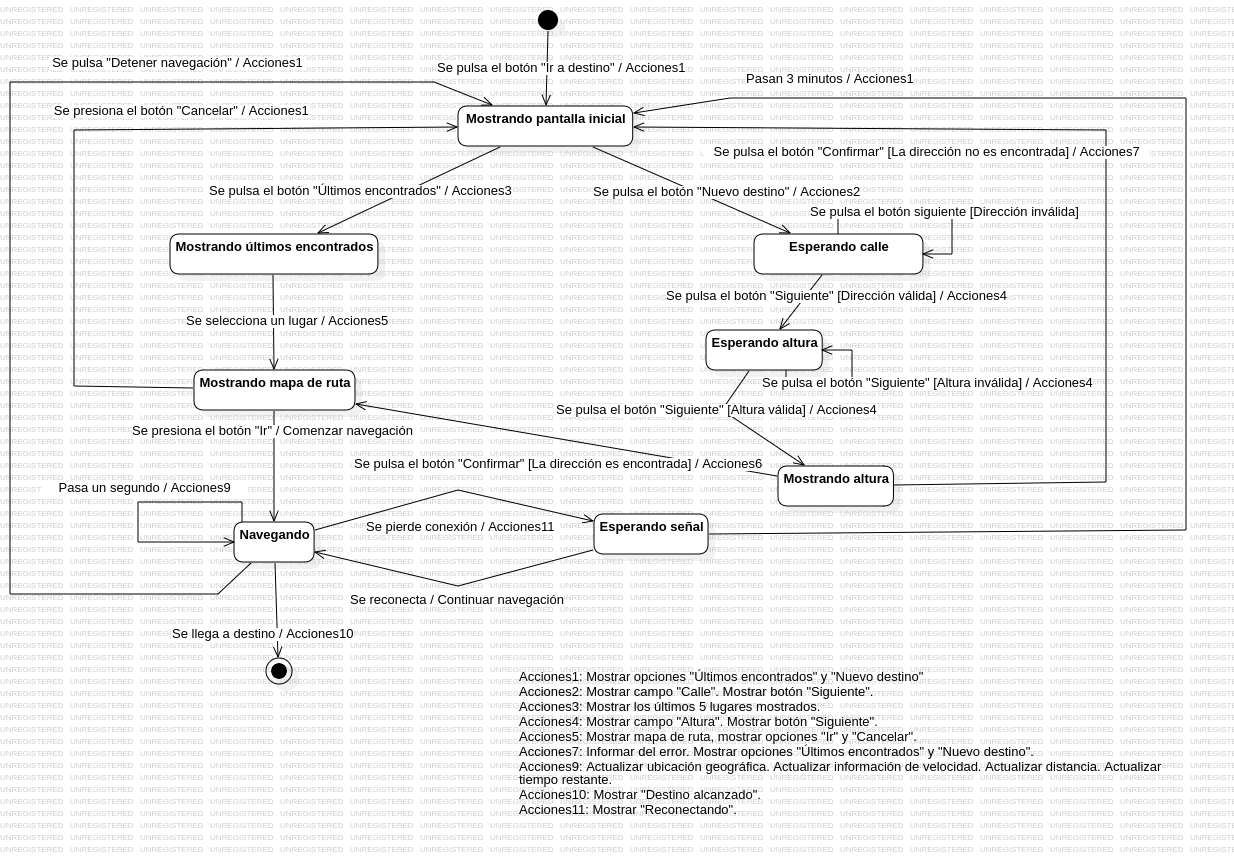 Se pulsa "Detener navegación" / Acciones1
Se pulsa el botón "Ir a destino" / Acciones1
Pasan 3 minutos / Acciones1
Se presiona el botón "Cancelar" / Acciones1
Mostrando pantalla inicial
Se pulsa el botón "Confirmar" [La dirección no es encontrada] / Acciones7
Se pulsa el botón "Últimos encontrados" / Acciones3
Se pulsa el botón "Nuevo destino" / Acciones2
Se pulsa el botón siguiente [Dirección inválida]
Mostrando últimos encontrados
Esperando calle
Se pulsa el botón "Siguiente" [Dirección válida] / Acciones4
Se selecciona un lugar / Acciones5
Esperando altura
Mostrando mapa de ruta
Se pulsa el botón "Siguiente" [Altura inválida] / Acciones4
Se pulsa el botón "Siguiente" [Altura válida] / Acciones4
Se presiona el botón "Ir" / Comenzar navegación
Se pulsa el botón "Confirmar" [La dirección es encontrada] / Acciones6
Mostrando altura
Pasa un segundo / Acciones9
Navegando
Se pierde conexión / Acciones11
Esperando señal
Se reconecta / Continuar navegación
Se llega a destino / Acciones10
Acciones1: Mostrar opciones "Últimos encontrados" y "Nuevo destino"
Acciones2: Mostrar campo "Calle". Mostrar botón "Siguiente".
Acciones3: Mostrar los últimos 5 lugares mostrados.
Acciones4: Mostrar campo "Altura". Mostrar botón "Siguiente".
Acciones5: Mostrar mapa de ruta, mostrar opciones "Ir" y "Cancelar".
Acciones7: Informar del error. Mostrar opciones "Últimos encontrados" y "Nuevo destino".
Acciones9: Actualizar ubicación geográfica. Actualizar información de velocidad. Actualizar distancia. Actualizar
tiempo restante.
Acciones10: Mostrar "Destino alcanzado".
Acciones11: Mostrar "Reconectando".